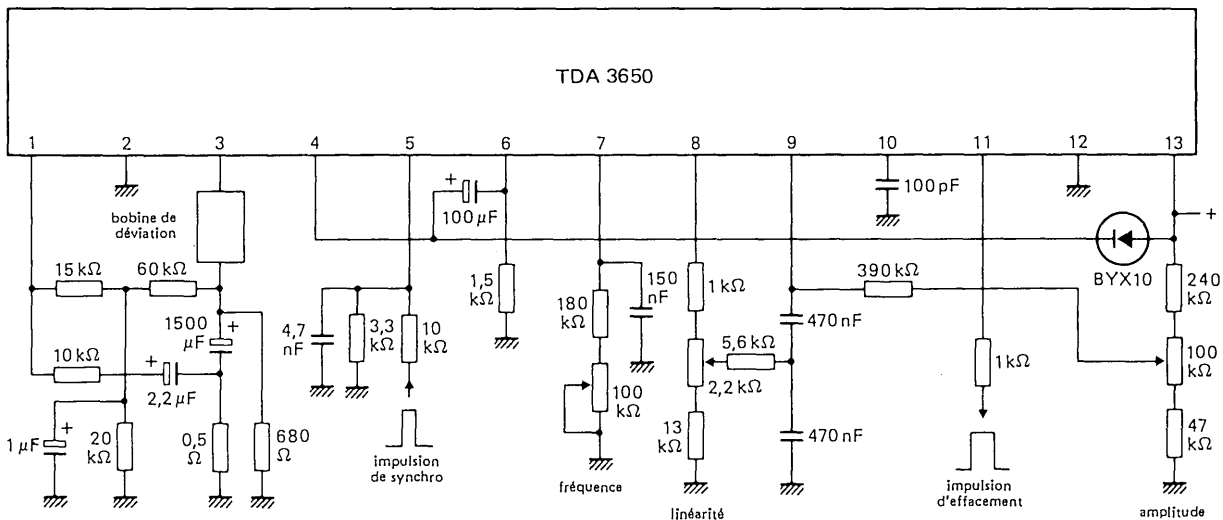 TDA 3650
1 2 3 4 5 6 7 8 9 10 11 12 13
bobine de
déviation
15 kΩ
60 kΩ
1500
µF
+
10 kΩ
+
2,2 µF
1 µF
+
20
kΩ
0,5
Ω
680
Ω
4,7
nF
3,3
kΩ
10
kΩ
impulsion
de synchro
+
100 µF
1,5
kΩ
180
kΩ
150
nF
100
kΩ
fréquence
1 kΩ
5,6 kΩ
2,2 kΩ
13
kΩ
linéarité
470 nF
470 nF
390 kΩ
100 pF
1 kΩ
impulsion
d'effacement
+
BYX10
240
kΩ
100
kΩ
47
kΩ
amplitude